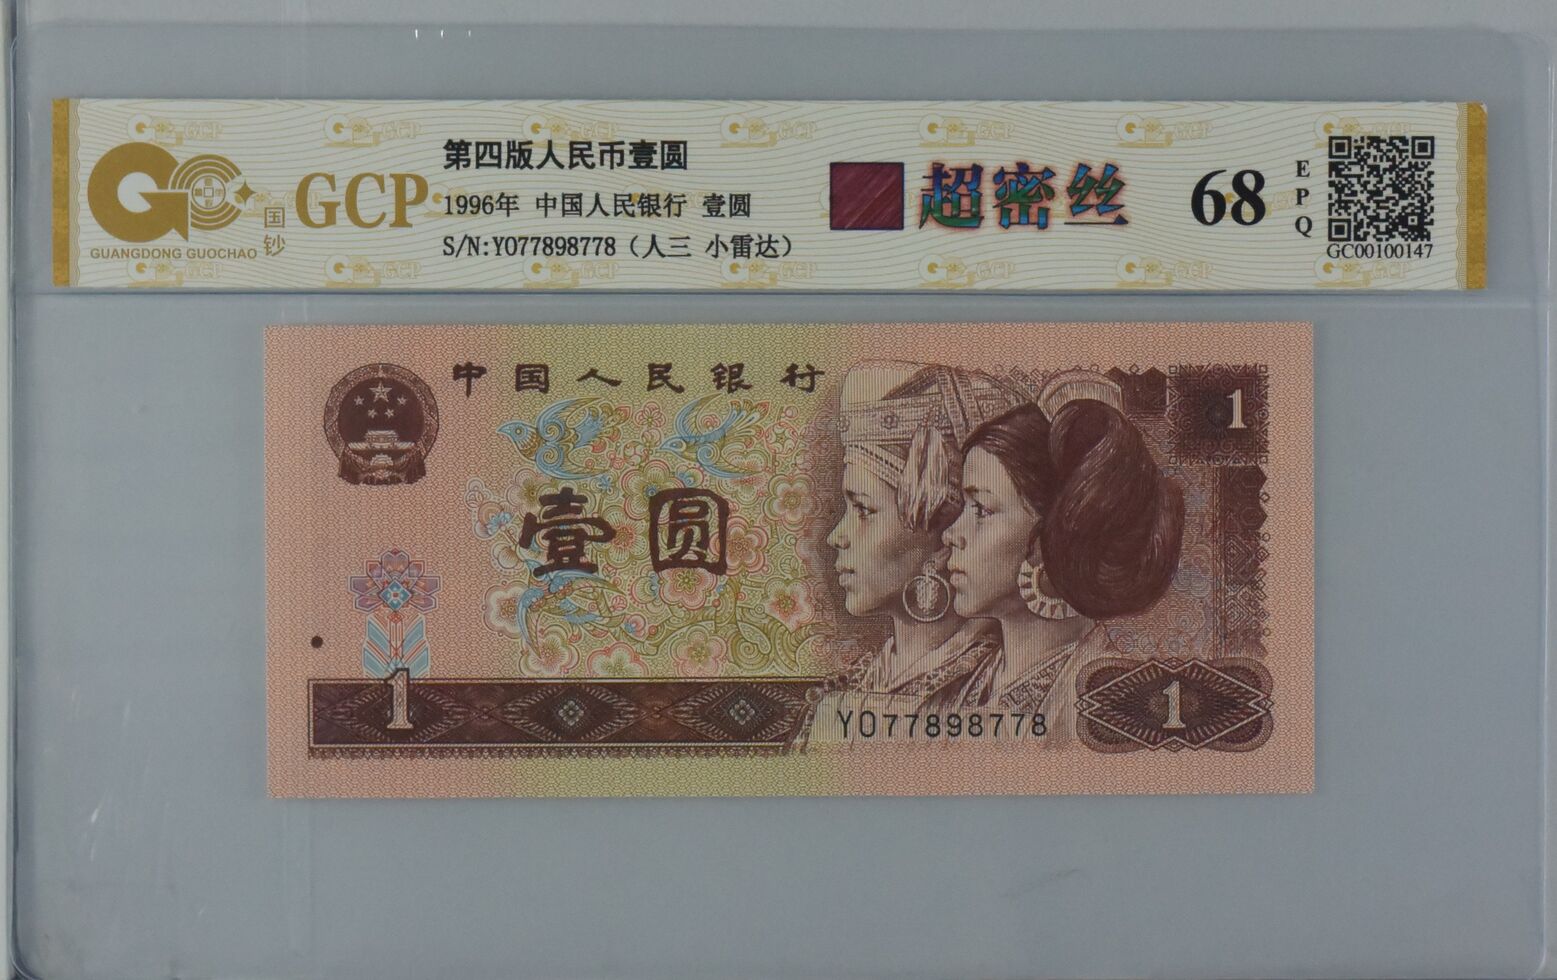 GCP
国钞
GUANGDONG GUOCHAO
第四版人民币壹圆
1996年 中国人民银行 壹圆
S/N:Y077898778（人三 小雷达）
超密丝
68
EPQ
GC00100147
中国人民银行
1
壹圆
1
Y077898778
1